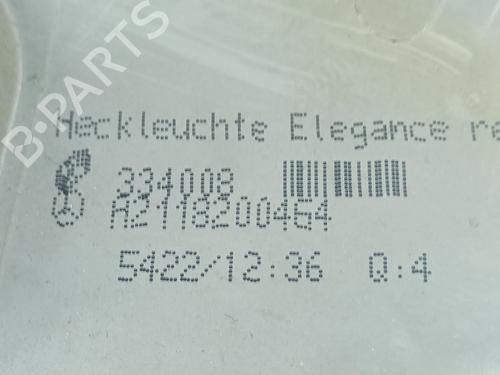 Heckleuchte Elegance re
334008
A2118200464
5422/12:36 Q:4
B-PARTS